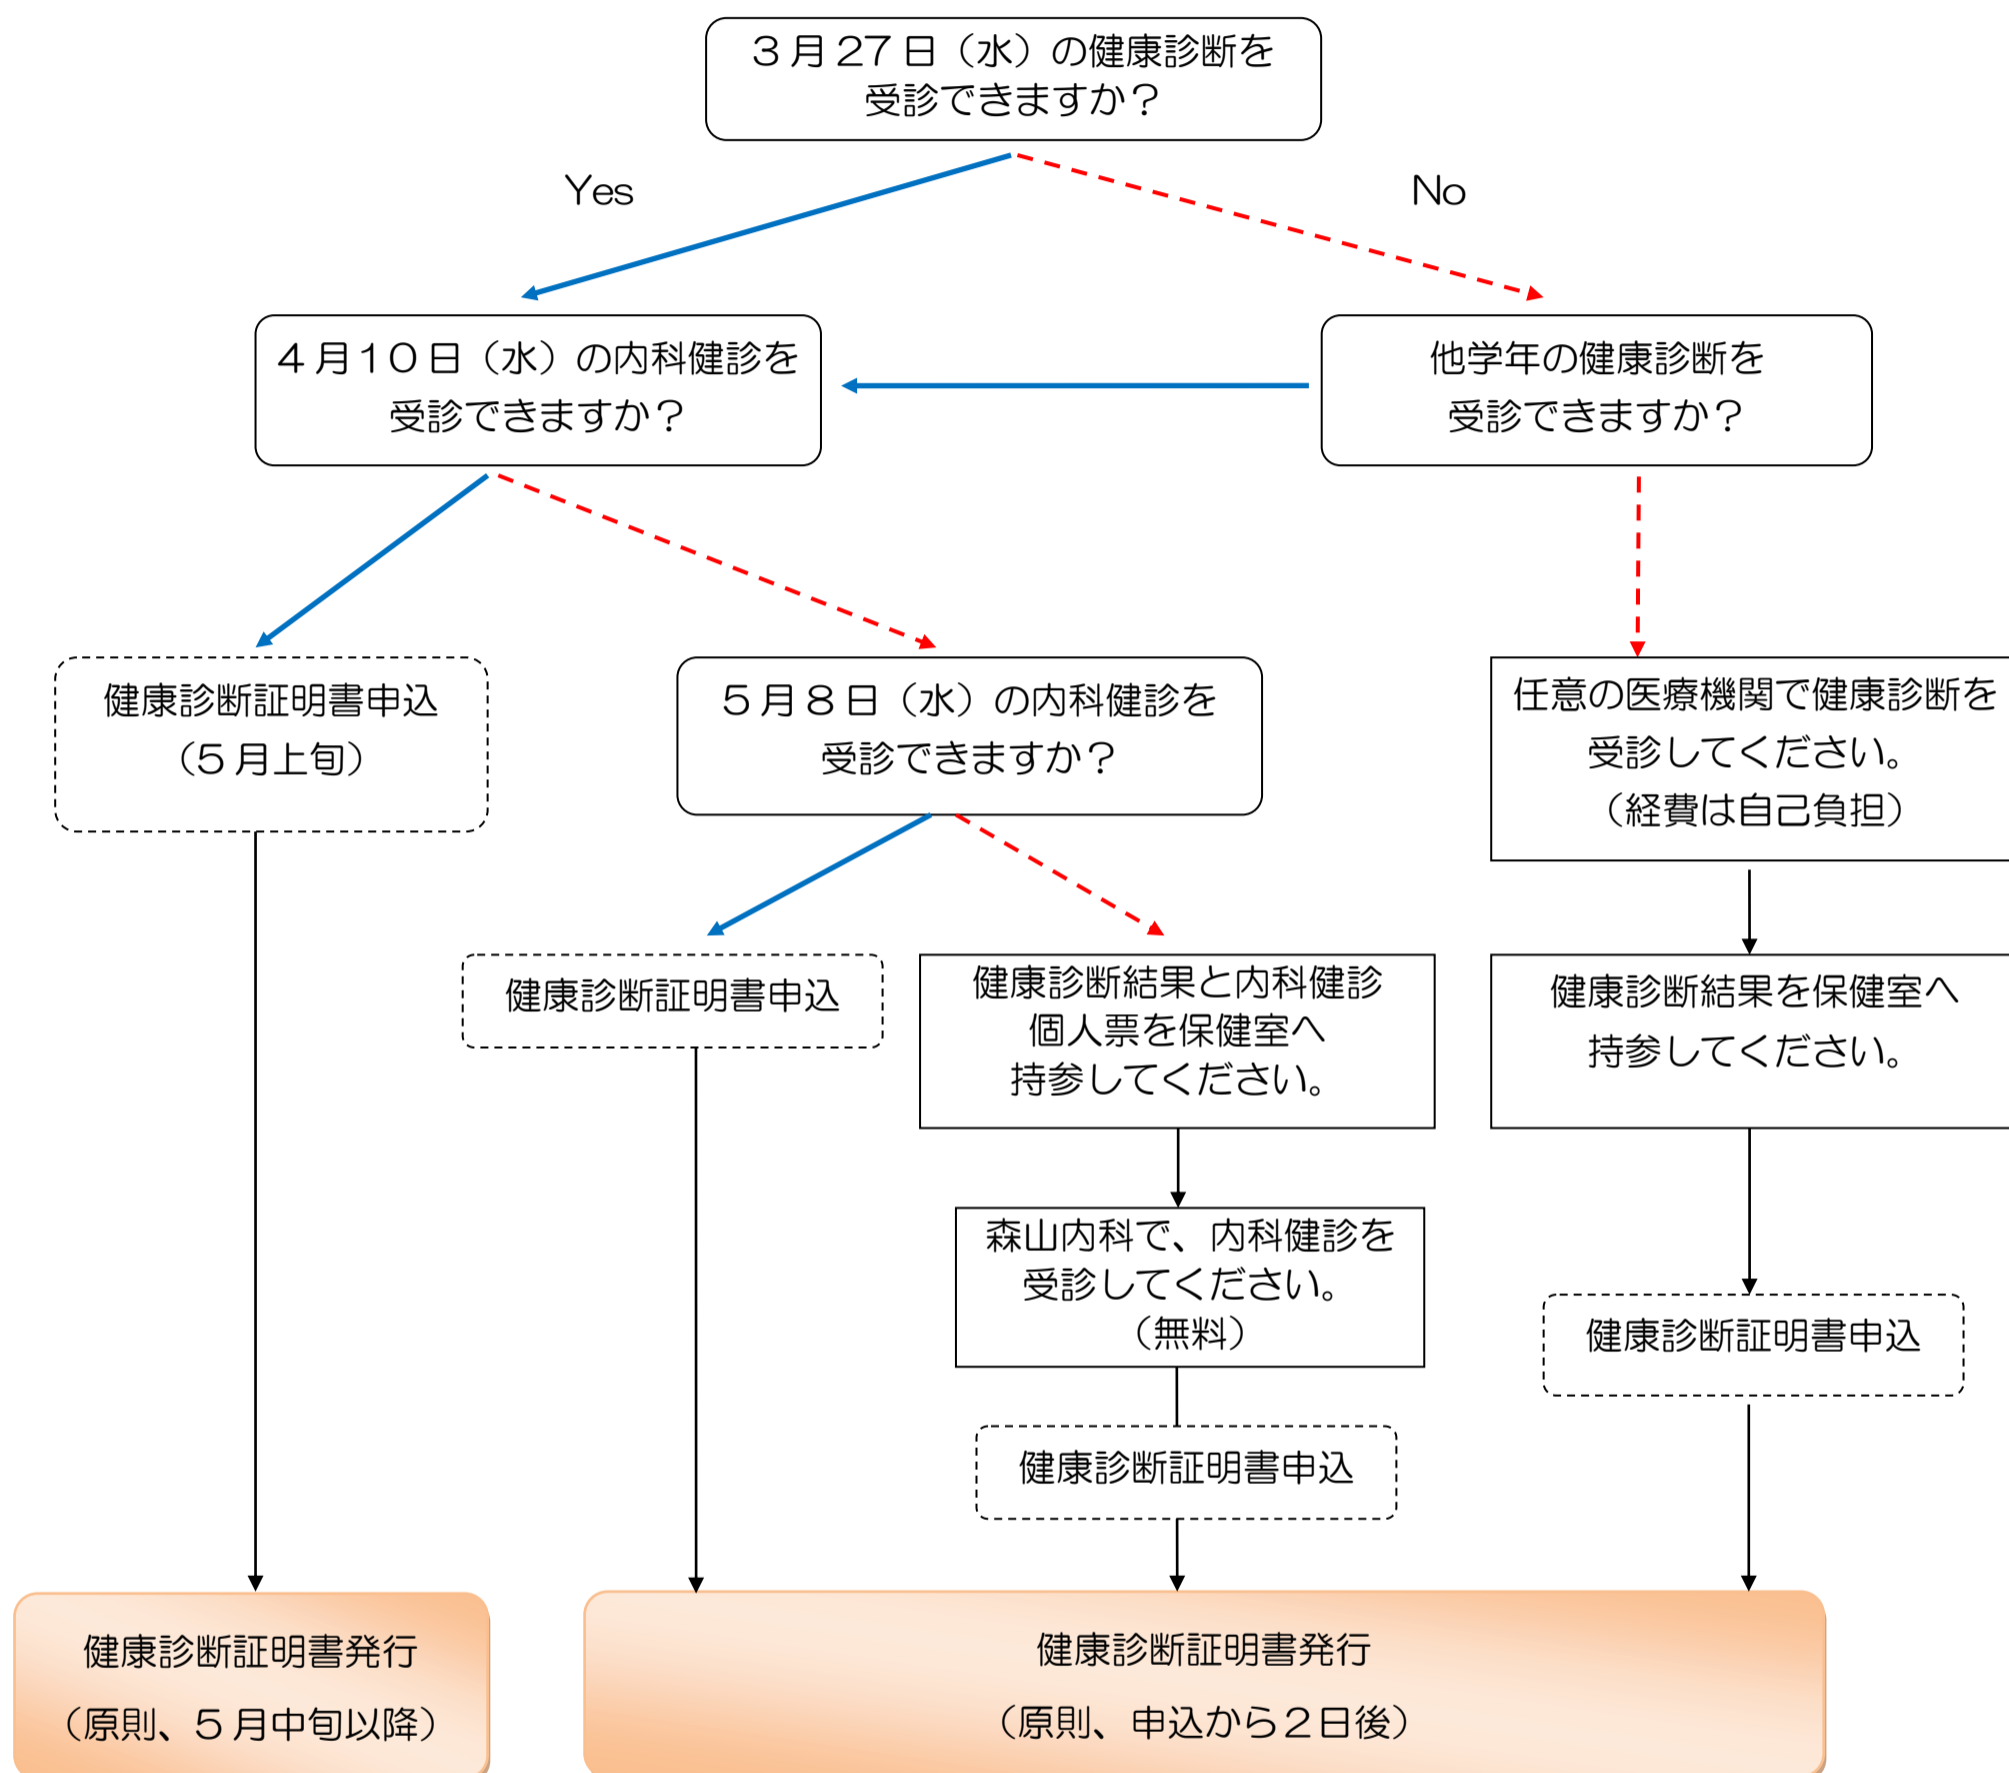 ３月２７日（水）の健康診断を
受診できますか？
Yes
No
４月１０日（水）の内科健診を
受診できますか？
他学年の健康診断を
受診できますか？
健康診断証明書申込
（５月上旬）
５月８日（水）の内科健診を
受診できますか？
任意の医療機関で健康診断を
受診してください。
（経費は自己負担）
健康診断証明書申込
健康診断結果と内科健診
個人票を保健室へ
持参してください。
健康診断結果を保健室へ
持参してください。
森山内科で、内科健診を
受診してください。
（無料）
健康診断証明書申込
健康診断証明書申込
健康診断証明書発行
（原則、５月中旬以降）
健康診断証明書発行
（原則、申込から２日後）